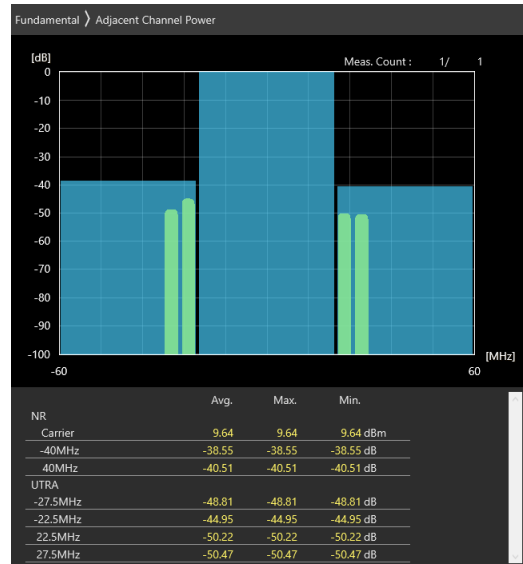 Fundamental 〉 Adjacent Channel Power
[dB]
Meas. Count : 1/ 1
0
-10
-20
-30
-40
-50
-60
-70
-80
-90
-100
[MHz]
-60 60
Avg. Max. Min.
NR
Carrier 9.64 9.64 9.64 dBm
-40MHz -38.55 -38.55 -38.55 dB
40MHz -40.51 -40.51 -40.51 dB
UTRA
-27.5MHz -48.81 -48.81 -48.81 dB
-22.5MHz -44.95 -44.95 -44.95 dB
22.5MHz -50.22 -50.22 -50.22 dB
27.5MHz -50.47 -50.47 -50.47 dB